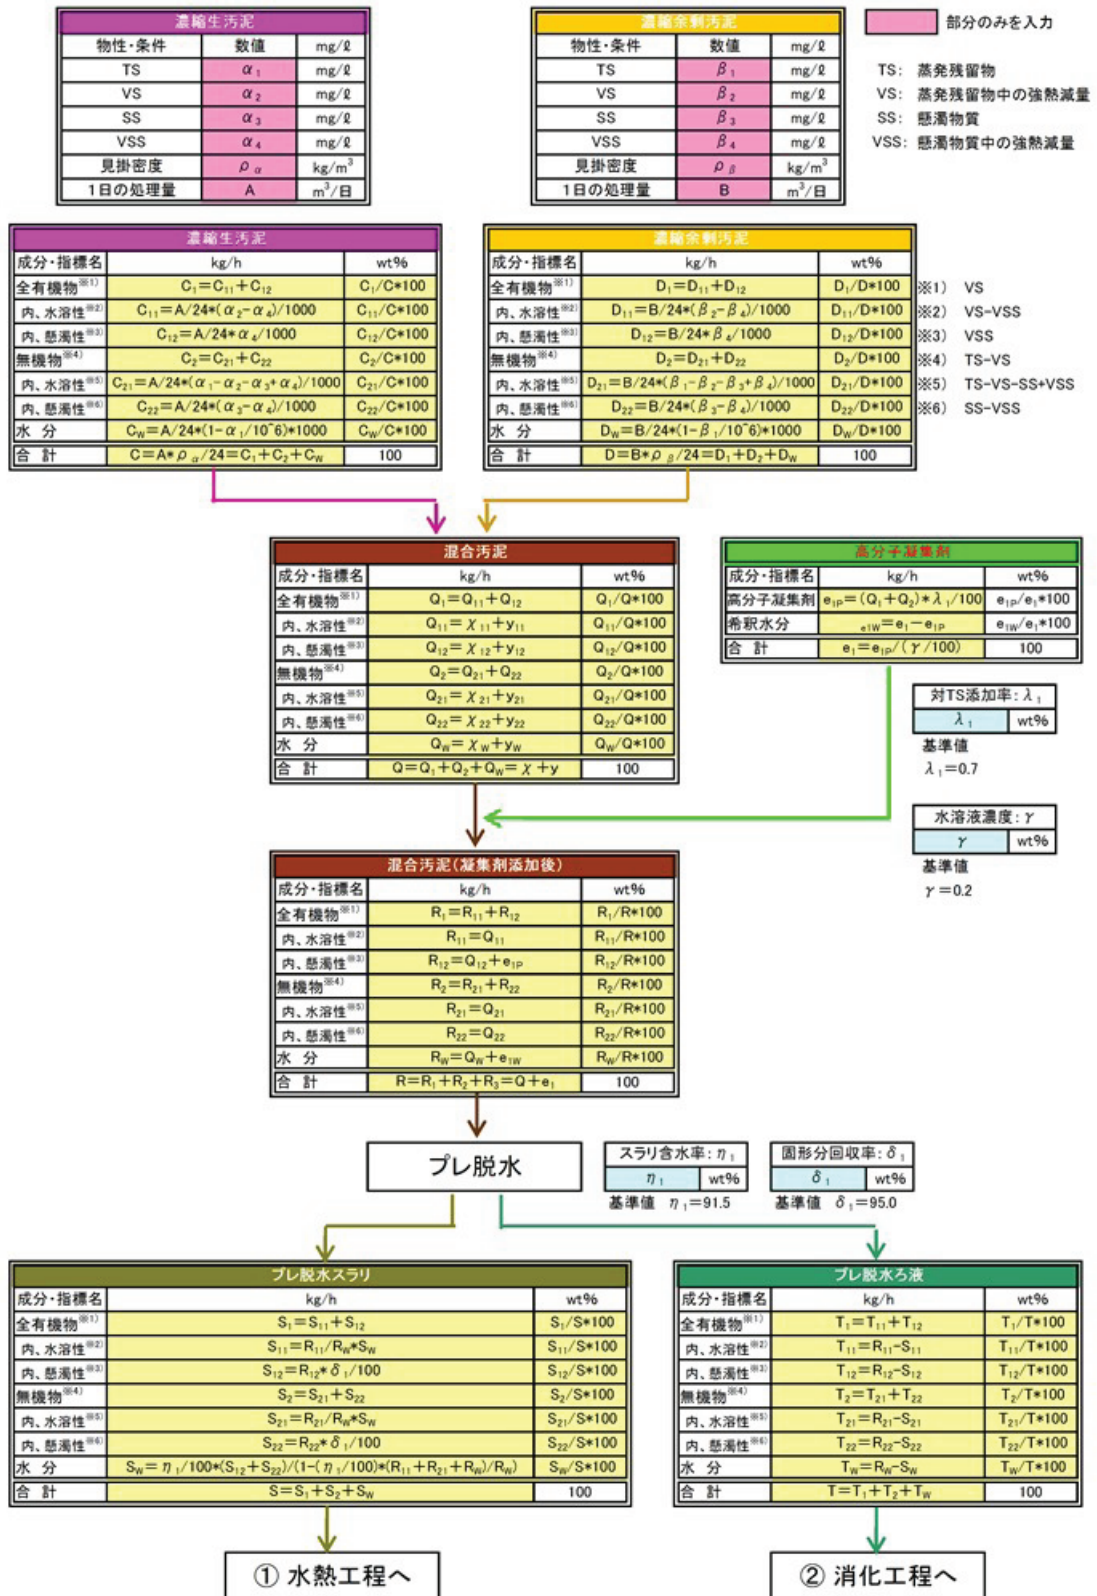 濃縮生汚泥
物性・条件 数値 mg/ℓ
TS α₁ mg/ℓ
VS α₂ mg/ℓ
SS α₃ mg/ℓ
VSS α₄ mg/ℓ
見掛密度 ρα kg/m³
1日の処理量 A m³/日
濃縮余剰汚泥
物性・条件 数値 mg/ℓ
TS β₁ mg/ℓ
VS β₂ mg/ℓ
SS β₃ mg/ℓ
VSS β₄ mg/ℓ
見掛密度 ρβ kg/m³
1日の処理量 B m³/日
部分のみを入力
TS: 蒸発残留物
VS: 蒸発残留物中の強熱減量
SS: 懸濁物質
VSS: 懸濁物質中の強熱減量
濃縮生汚泥
成分・指標名 kg/h wt%
全有機物※1) C₁=C₁₁+C₁₂ C₁/C*100
内、水溶性※2) C₁₁=A/24*(α₂-α₄)/1000 C₁₁/C*100
内、懸濁性※3) C₁₂=A/24*α₄/1000 C₁₂/C*100
無機物※4) C₂=C₂₁+C₂₂ C₂/C*100
内、水溶性※5) C₂₁=A/24*(α₁-α₂-α₃+α₄)/1000 C₂₁/C*100
内、懸濁性※6) C₂₂=A/24*(α₃-α₄)/1000 C₂₂/C*100
水 分 CW=A/24*(1-α₁/10^6)*1000 CW/C*100
合 計 C=A*ρα/24=C₁+C₂+CW 100
濃縮余剰汚泥
成分・指標名 kg/h wt%
全有機物※1) D₁=D₁₁+D₁₂ D₁/D*100
内、水溶性※2) D₁₁=B/24*(β₂-β₄)/1000 D₁₁/D*100
内、懸濁性※3) D₁₂=B/24*β₄/1000 D₁₂/D*100
無機物※4) D₂=D₂₁+D₂₂ D₂/D*100
内、水溶性※5) D₂₁=B/24*(β₁-β₂-β₃+β₄)/1000 D₂₁/D*100
内、懸濁性※6) D₂₂=B/24*(β₃-β₄)/1000 D₂₂/D*100
水 分 DW=B/24*(1-β₁/10^6)*1000 DW/D*100
合 計 D=B*ρβ/24=D₁+D₂+DW 100
※1) VS
※2) VS-VSS
※3) VSS
※4) TS-VS
※5) TS-VS-SS+VSS
※6) SS-VSS
混合汚泥
成分・指標名 kg/h wt%
全有機物※1) Q₁=Q₁₁+Q₁₂ Q₁/Q*100
内、水溶性※2) Q₁₁=χ₁₁+y₁₁ Q₁₁/Q*100
内、懸濁性※3) Q₁₂=χ₁₂+y₁₂ Q₁₂/Q*100
無機物※4) Q₂=Q₂₁+Q₂₂ Q₂/Q*100
内、水溶性※5) Q₂₁=χ₂₁+y₂₁ Q₂₁/Q*100
内、懸濁性※6) Q₂₂=χ₂₂+y₂₂ Q₂₂/Q*100
水 分 QW=χW+yW QW/Q*100
合 計 Q=Q₁+Q₂+QW=χ+y 100
高分子凝集剤
成分・指標名 kg/h wt%
高分子凝集剤 e₁P=(Q₁+Q₂)*λ₁/100 e₁P/e₁*100
希釈水分 e₁W=e₁-e₁P e₁W/e₁*100
合 計 e₁=e₁P/(γ/100) 100
対TS添加率:λ₁
λ₁ wt%
基準値
λ₁=0.7
水溶液濃度:γ
γ wt%
基準値
γ=0.2
混合汚泥(凝集剤添加後)
成分・指標名 kg/h wt%
全有機物※1) R₁=R₁₁+R₁₂ R₁/R*100
内、水溶性※2) R₁₁=Q₁₁ R₁₁/R*100
内、懸濁性※3) R₁₂=Q₁₂+e₁P R₁₂/R*100
無機物※4) R₂=R₂₁+R₂₂ R₂/R*100
内、水溶性※5) R₂₁=Q₂₁ R₂₁/R*100
内、懸濁性※6) R₂₂=Q₂₂ R₂₂/R*100
水 分 RW=QW+e₁W RW/R*100
合 計 R=R₁+R₂+R₃=Q+e₁ 100
プレ脱水
スラリ含水率:η₁
η₁ wt%
基準値 η₁=91.5
固形分回収率:δ₁
δ₁ wt%
基準値 δ₁=95.0
プレ脱水スラリ
成分・指標名 kg/h wt%
全有機物※1) S₁=S₁₁+S₁₂ S₁/S*100
内、水溶性※2) S₁₁=R₁₁/RW*SW S₁₁/S*100
内、懸濁性※3) S₁₂=R₁₂*δ₁/100 S₁₂/S*100
無機物※4) S₂=S₂₁+S₂₂ S₂/S*100
内、水溶性※5) S₂₁=R₂₁/RW*SW S₂₁/S*100
内、懸濁性※6) S₂₂=R₂₂*δ₁/100 S₂₂/S*100
水 分 SW=η₁/100*(S₁₂+S₂₂)/(1-(η₁/100)*(R₁₁+R₂₁+RW)/RW) SW/S*100
合 計 S=S₁+S₂+SW 100
プレ脱水ろ液
成分・指標名 kg/h wt%
全有機物※1) T₁=T₁₁+T₁₂ T₁/T*100
内、水溶性※2) T₁₁=R₁₁-S₁₁ T₁₁/T*100
内、懸濁性※3) T₁₂=R₁₂-S₁₂ T₁₂/T*100
無機物※4) T₂=T₂₁+T₂₂ T₂/T*100
内、水溶性※5) T₂₁=R₂₁-S₂₁ T₂₁/T*100
内、懸濁性※6) T₂₂=R₂₂-S₂₂ T₂₂/T*100
水 分 TW=RW-SW TW/T*100
合 計 T=T₁+T₂+TW 100
① 水熱工程へ
② 消化工程へ